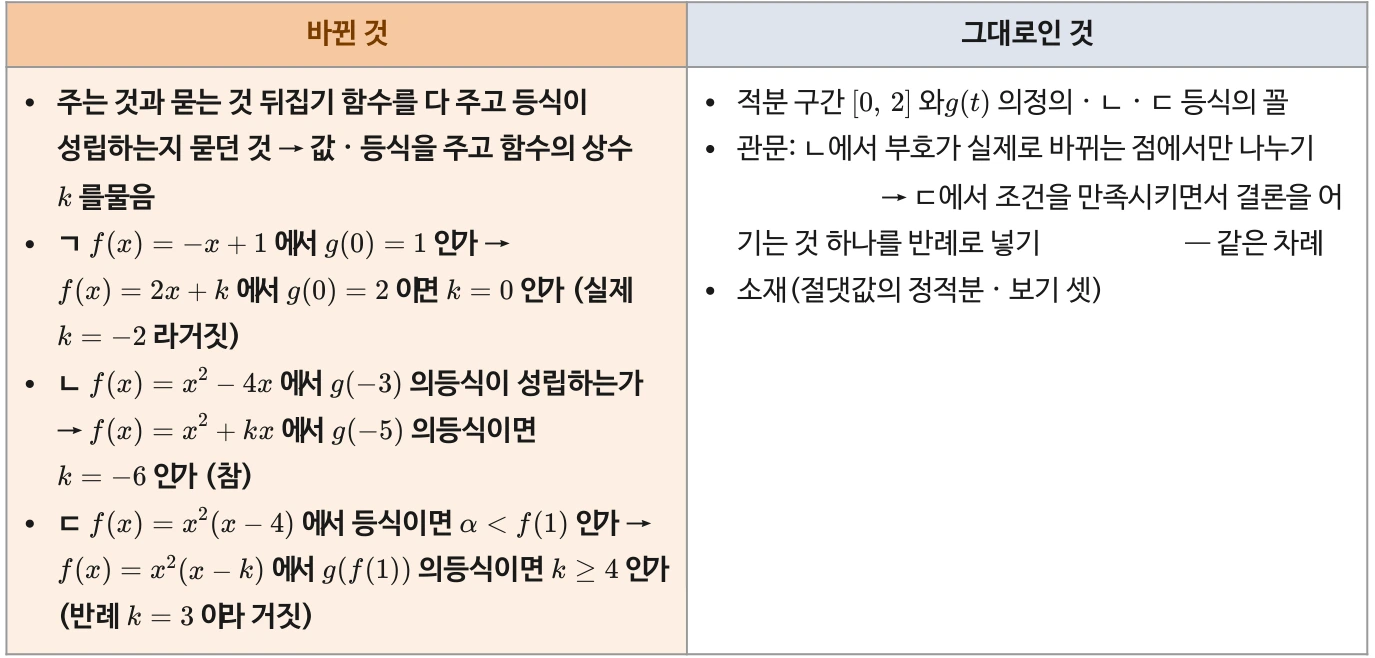 바뀐 것
그대로인 것
• 주는 것과 묻는 것 뒤집기 함수를 다 주고 등식이
성립하는지 묻던 것 → 값 · 등식을 주고 함수의 상수
k 를물음
• ㄱ f(x) = −x + 1 에서 g(0) = 1 인가 →
f(x) = 2x + k 에서 g(0) = 2 이면 k = 0 인가 (실제
k = −2 라거짓)
• ㄴ f(x) = x² − 4x 에서 g(−3) 의등식이 성립하는가
→ f(x) = x² + kx 에서 g(−5) 의등식이면
k = −6 인가 (참)
• ㄷ f(x) = x²(x − 4) 에서 등식이면 α < f(1) 인가 →
f(x) = x²(x − k) 에서 g(f(1)) 의등식이면 k ≥ 4 인가
(반례 k = 3 이라 거짓)
• 적분 구간 [0, 2] 와g(t) 의정의 · ㄴ · ㄷ 등식의 꼴
• 관문: ㄴ에서 부호가 실제로 바뀌는 점에서만 나누기
→ ㄷ에서 조건을 만족시키면서 결론을 어
기는 것 하나를 반례로 넣기 — 같은 차례
• 소재(절댓값의 정적분 · 보기 셋)